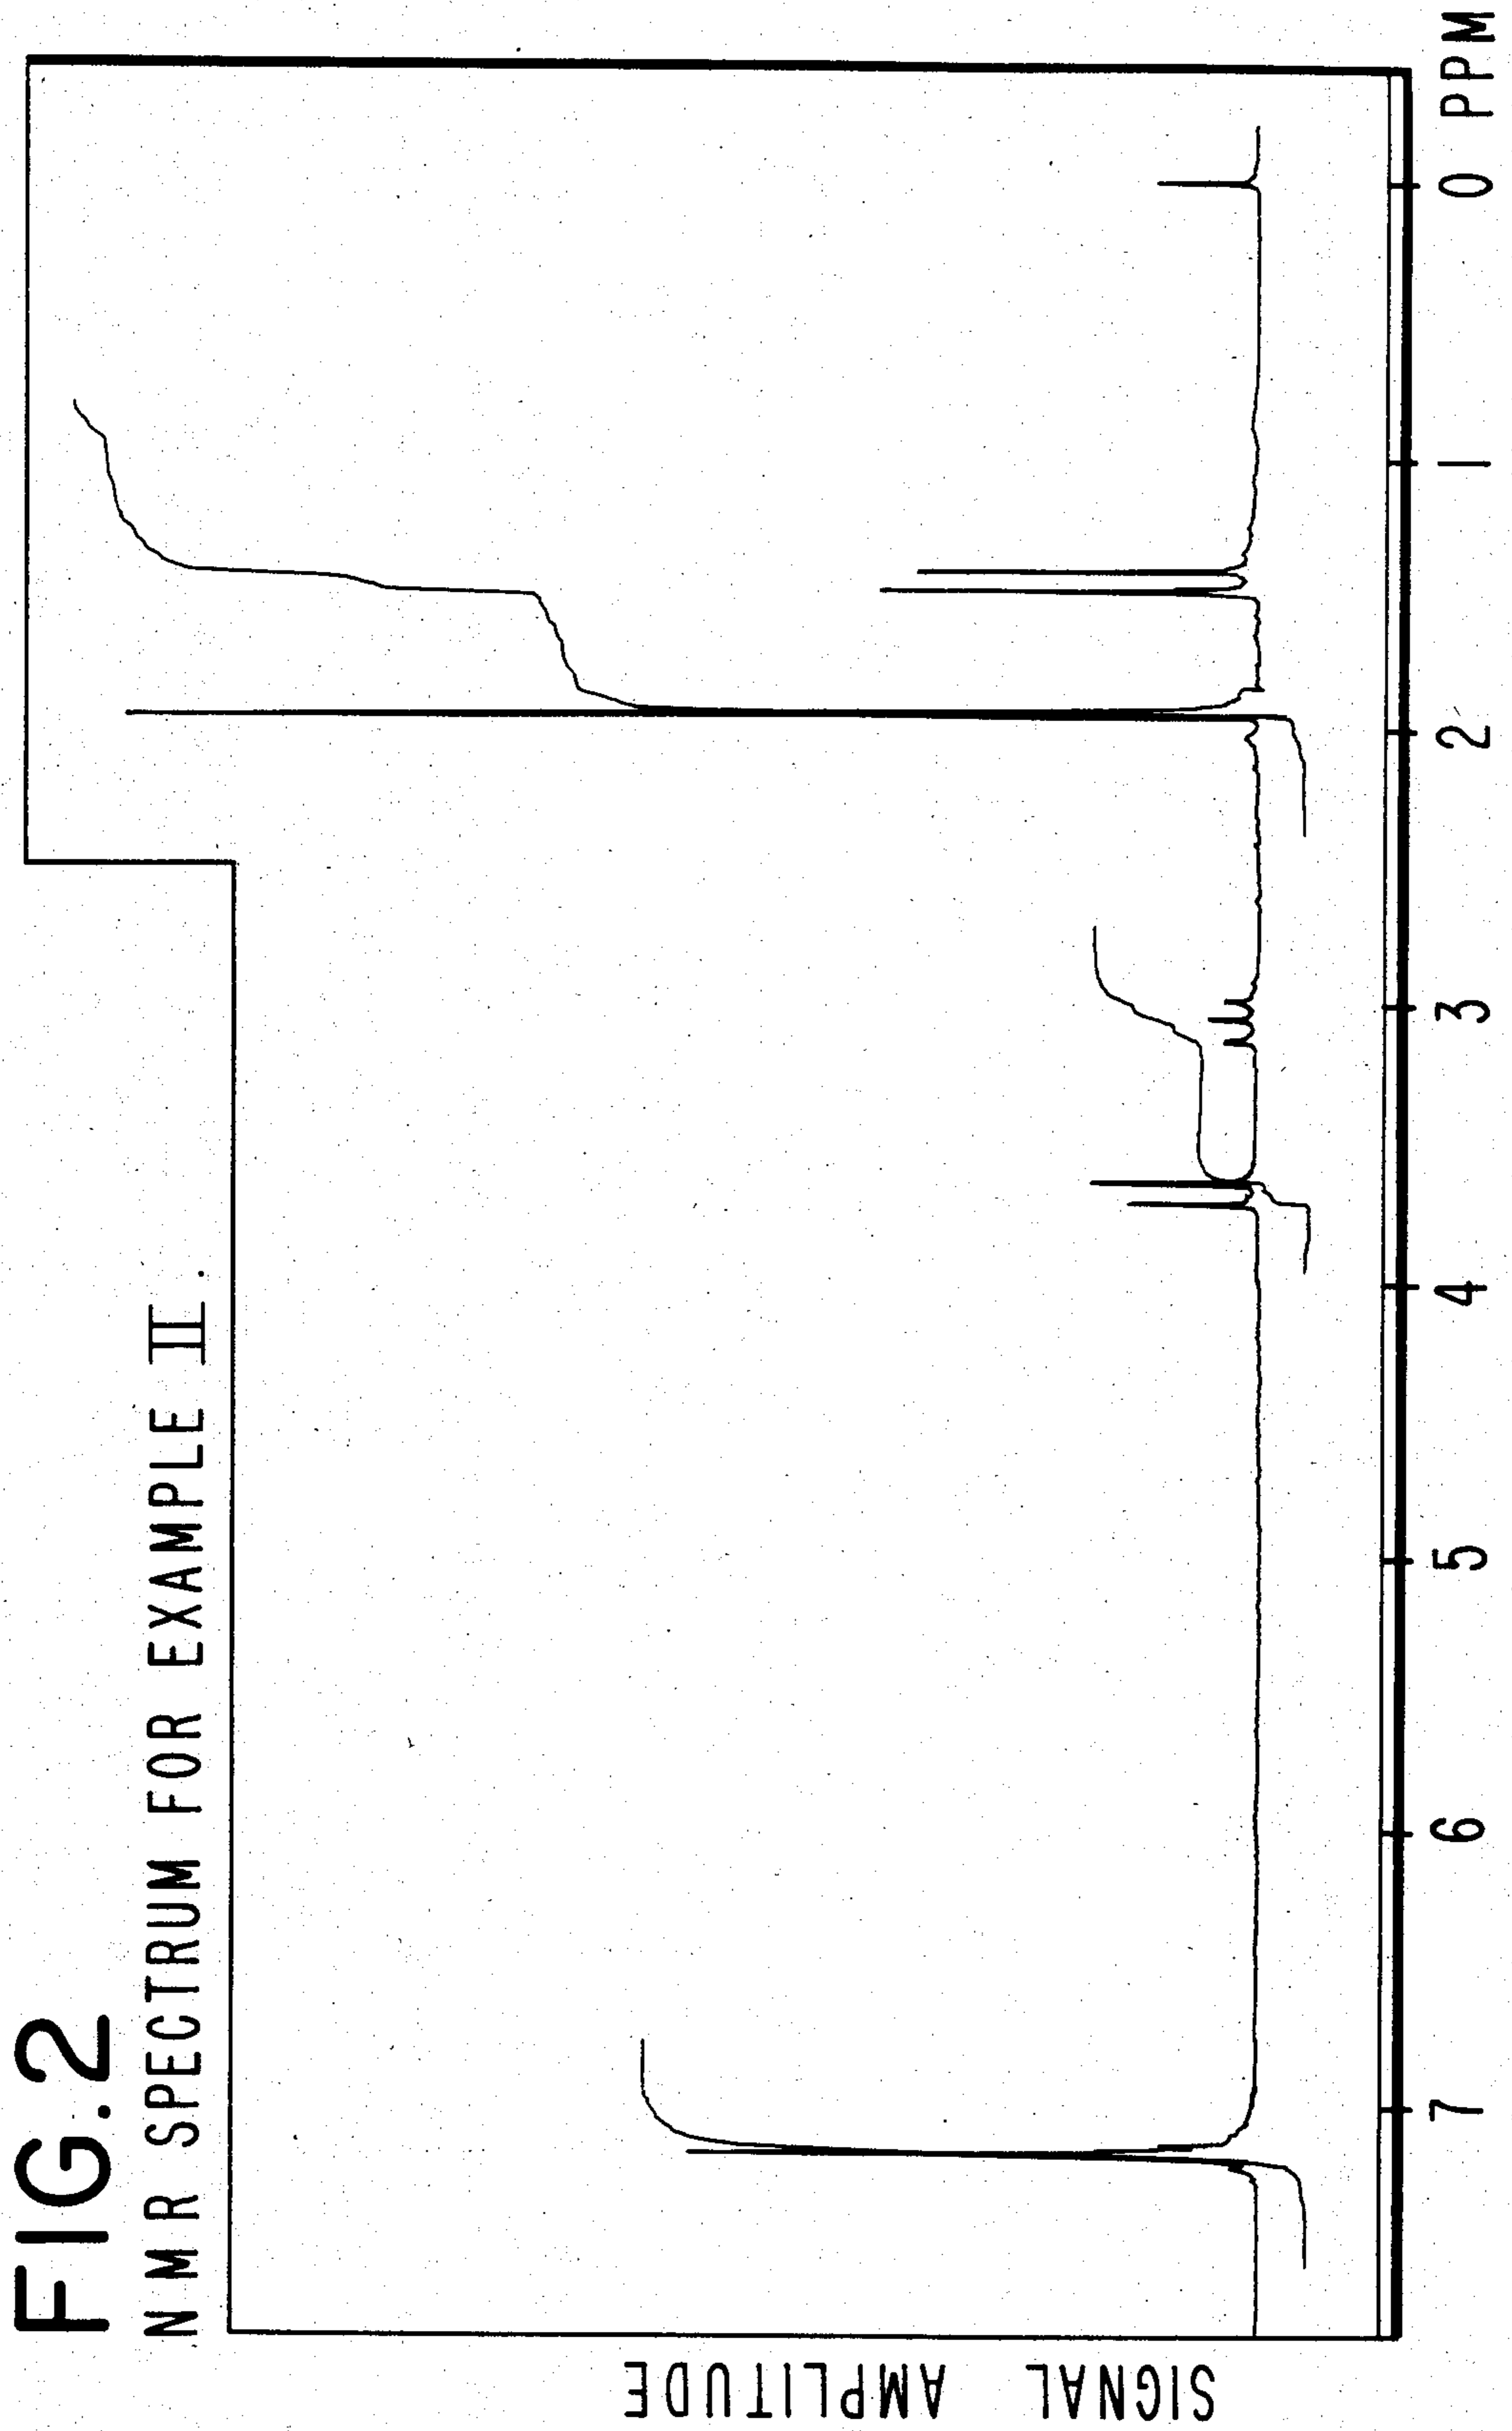 FIG.2
NMR SPECTRUM FOR EXAMPLE II.
SIGNAL AMPLITUDE
7 6 5 4 3 2 1 0 PPM